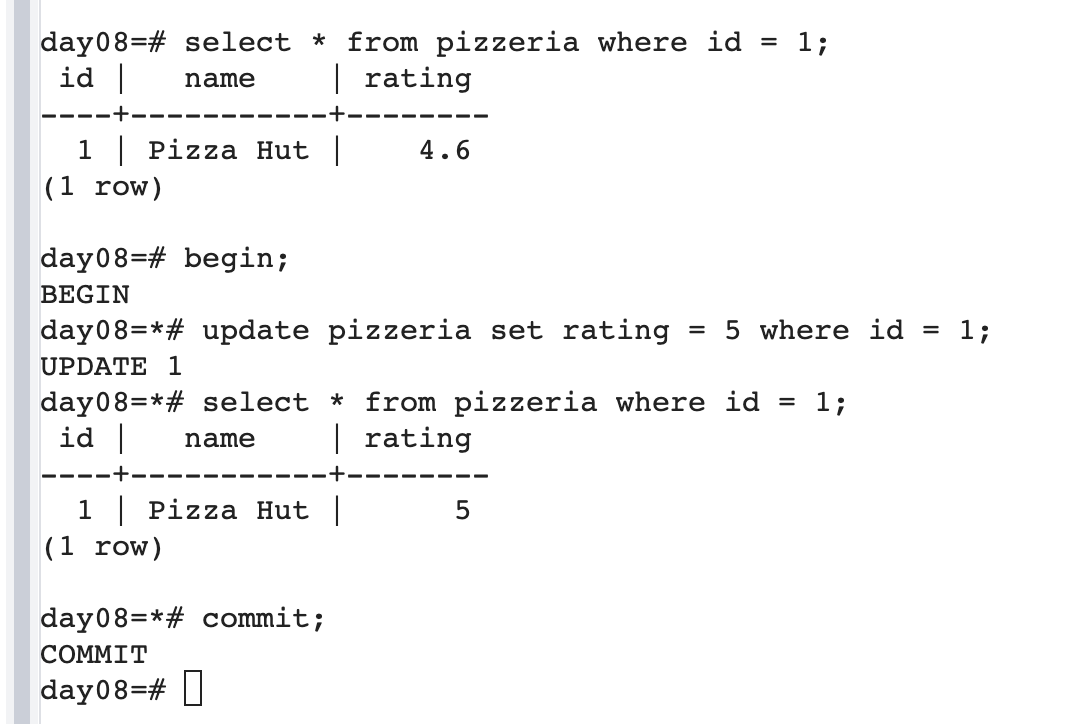 day08=# select * from pizzeria where id = 1;
 id |   name    | rating
----+-----------+--------
  1 | Pizza Hut |    4.6
(1 row)

day08=# begin;
BEGIN
day08=*# update pizzeria set rating = 5 where id = 1;
UPDATE 1
day08=*# select * from pizzeria where id = 1;
 id |   name    | rating
----+-----------+--------
  1 | Pizza Hut |      5
(1 row)

day08=*# commit;
COMMIT
day08=#